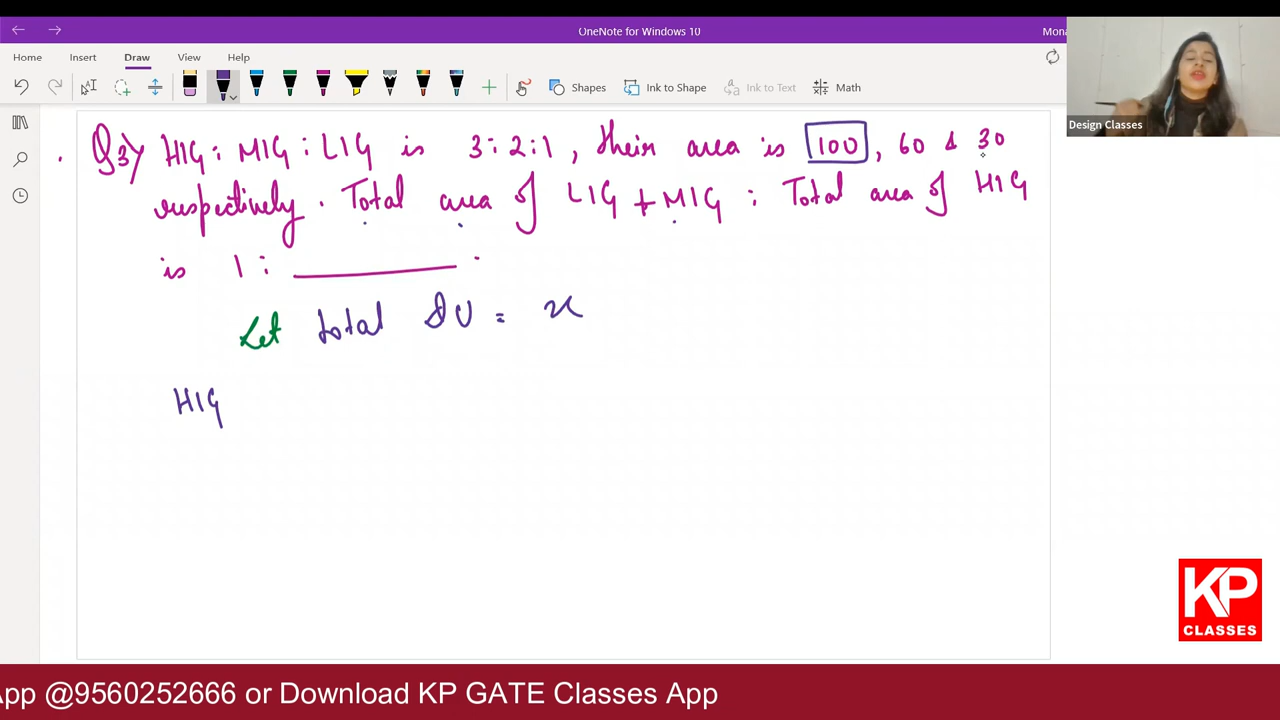 OneNote for Windows 10
Mona
Home Insert Draw View Help
Shapes Ink to Shape Ink to Text Math
Design Classes
Q3) HIG : MIG : LIG is 3:2:1, their area is 100, 60 & 30
respectively. Total area of LIG + MIG : Total area of HIG
is 1 : ________ .
Let total DU = x
HIG
KP
CLASSES
App @9560252666 or Download KP GATE Classes App